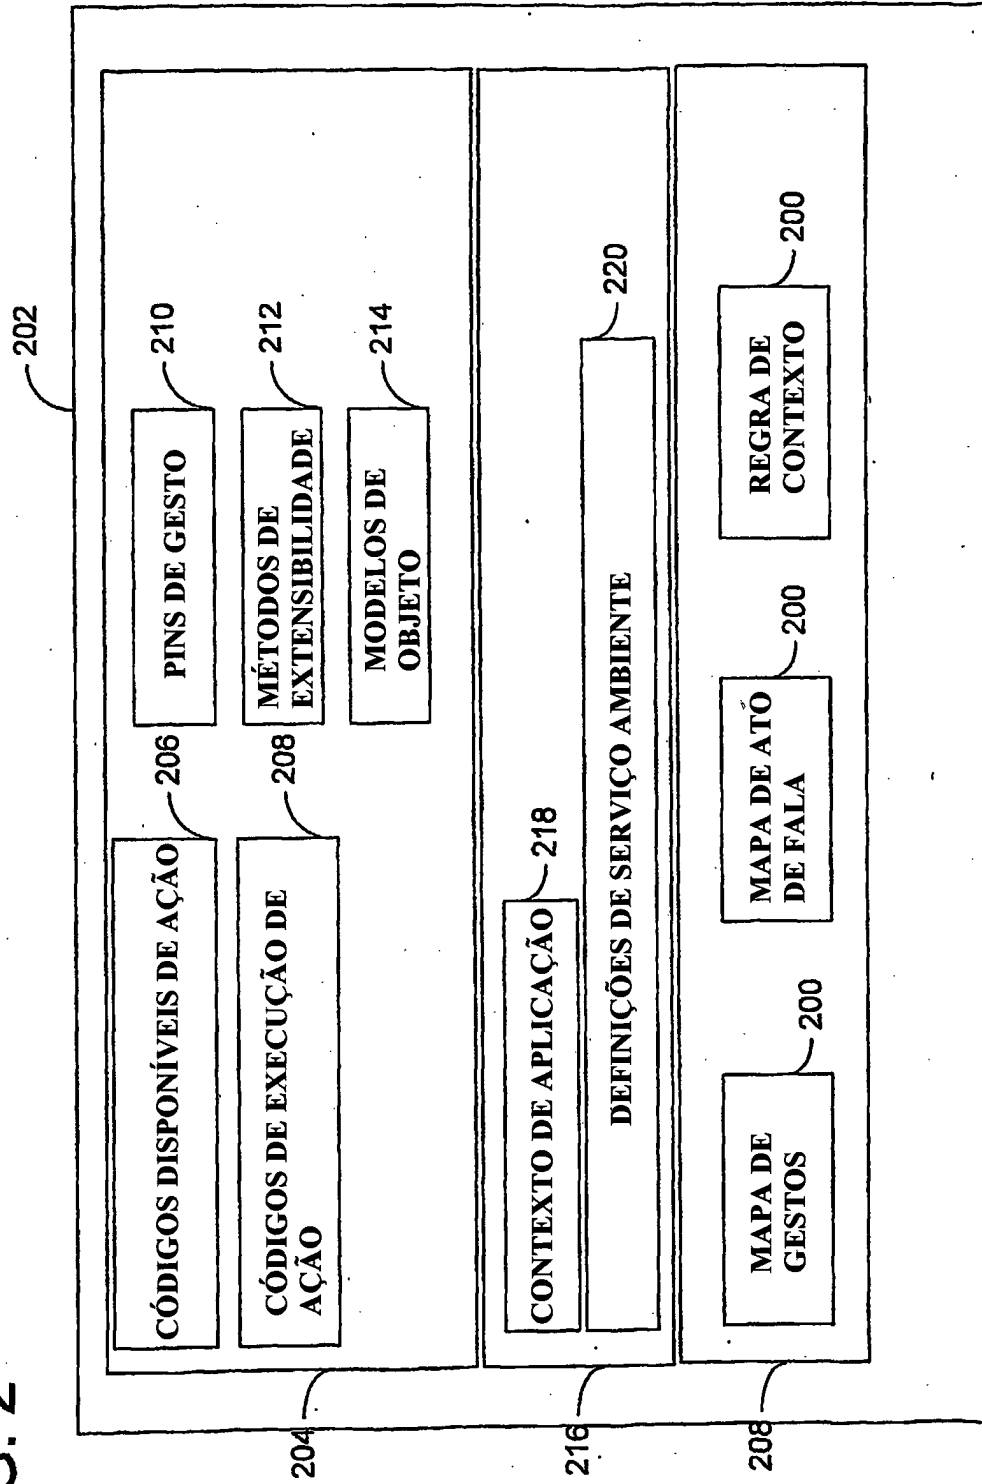 202
CÓDIGOS DISPONÍVEIS DE AÇÃO
206
PINS DE GESTO
210
CÓDIGOS DE EXECUÇÃO DE
AÇÃO
208
MÉTODOS DE
EXTENSIBILIDADE
212
MODELOS DE
OBJETO
214
204
CONTEXTO DE APLICAÇÃO
218
DEFINIÇÕES DE SERVIÇO AMBIENTE
220
216
MAPA DE
GESTOS
200
MAPA DE ATO
DE FALA
200
REGRA DE
CONTEXTO
200
208